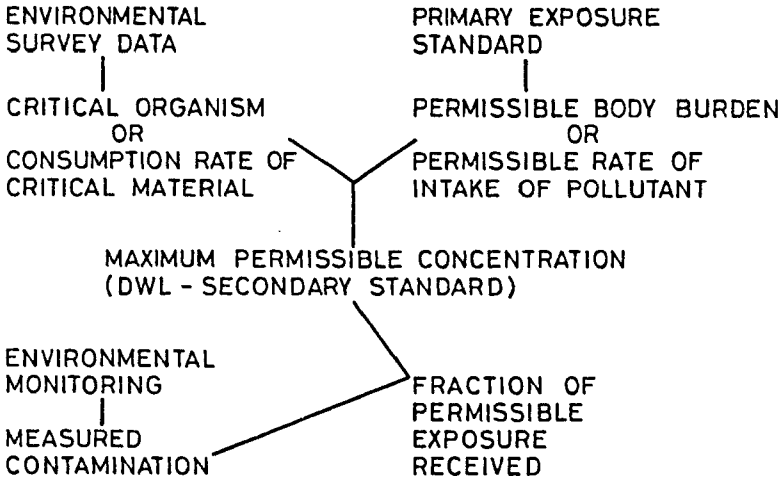 ENVIRONMENTAL
SURVEY DATA
PRIMARY EXPOSURE
STANDARD
CRITICAL ORGANISM
OR
CONSUMPTION RATE OF
CRITICAL MATERIAL
PERMISSIBLE BODY BURDEN
OR
PERMISSIBLE RATE OF
INTAKE OF POLLUTANT
MAXIMUM PERMISSIBLE CONCENTRATION
(DWL - SECONDARY STANDARD)
ENVIRONMENTAL
MONITORING
MEASURED
CONTAMINATION
FRACTION OF
PERMISSIBLE
EXPOSURE
RECEIVED